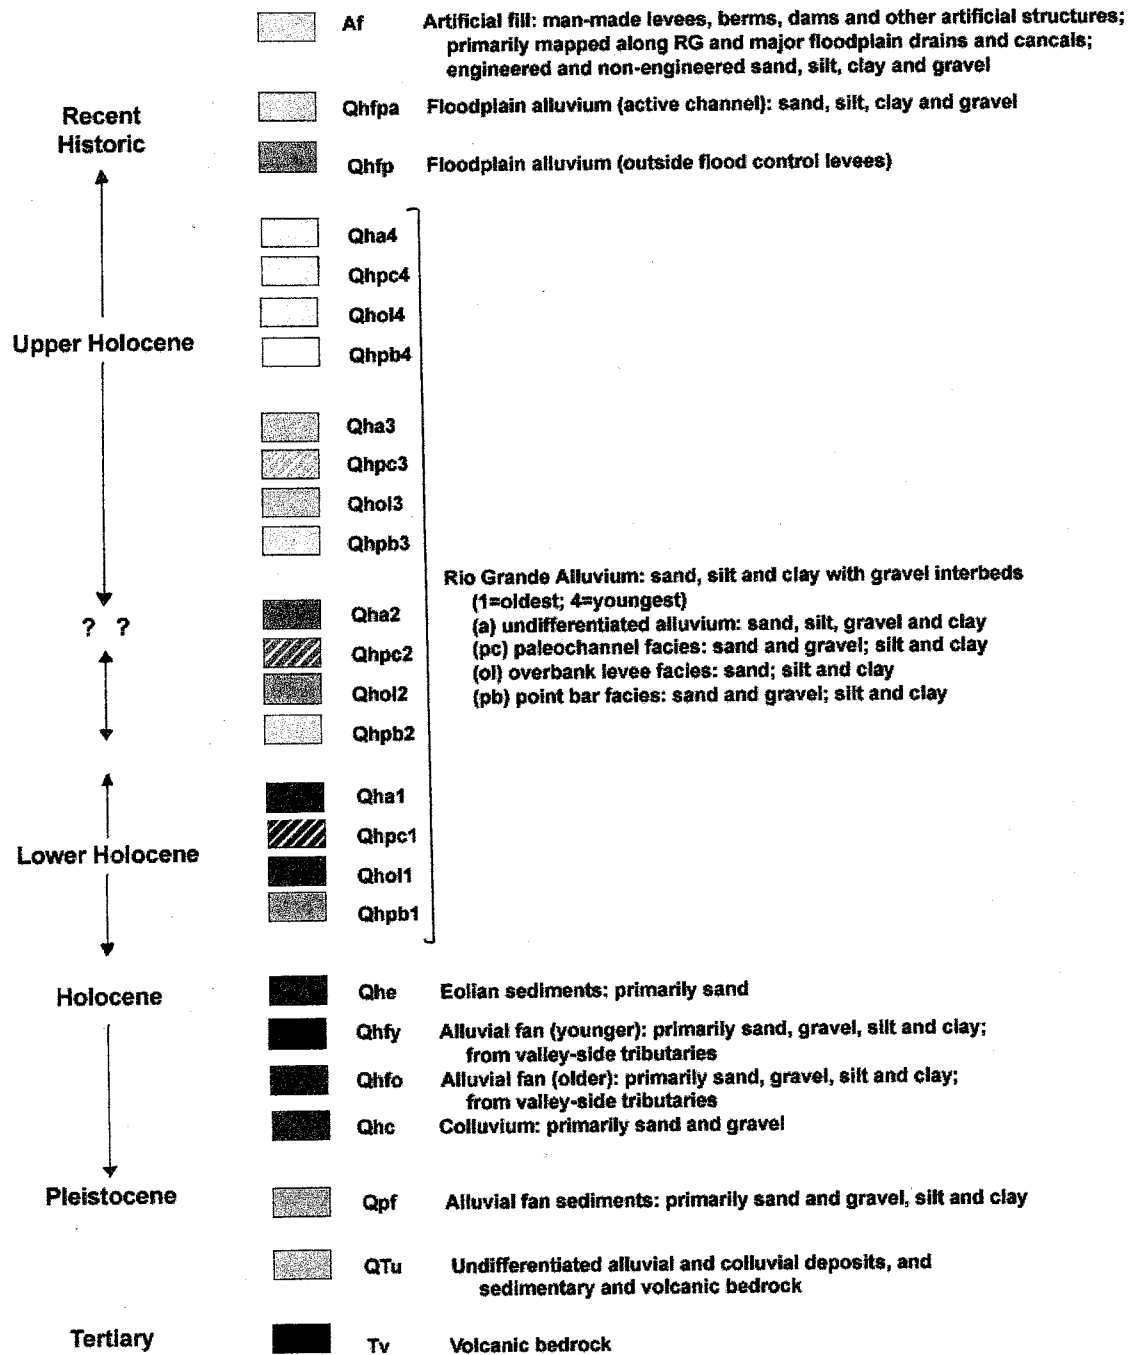 Af Artificial fill: man-made levees, berms, dams and other artificial structures;
primarily mapped along RG and major floodplain drains and cancals;
engineered and non-engineered sand, silt, clay and gravel
Recent
Historic
Qhfpa Floodplain alluvium (active channel): sand, silt, clay and gravel
Qhfp Floodplain alluvium (outside flood control levees)
Qha4
Qhpc4
Qhol4
Upper Holocene
Qhpb4
Qha3
Qhpc3
Qhol3
Qhpb3
Rio Grande Alluvium: sand, silt and clay with gravel interbeds
(1=oldest; 4=youngest)
(a) undifferentiated alluvium: sand, silt, gravel and clay
(pc) paleochannel facies: sand and gravel; silt and clay
(ol) overbank levee facies: sand; silt and clay
(pb) point bar facies: sand and gravel; silt and clay
? ?
Qha2
Qhpc2
Qhol2
Qhpb2
Qha1
Qhpc1
Lower Holocene
Qhol1
Qhpb1
Holocene
Qhe Eolian sediments: primarily sand
Qhfy Alluvial fan (younger): primarily sand, gravel, silt and clay;
from valley-side tributaries
Qhfo Alluvial fan (older): primarily sand, gravel, silt and clay;
from valley-side tributaries
Qhc Colluvium: primarily sand and gravel
Pleistocene
Qpf Alluvial fan sediments: primarily sand and gravel, silt and clay
QTu Undifferentiated alluvial and colluvial deposits, and
sedimentary and volcanic bedrock
Tertiary
Tv Volcanic bedrock